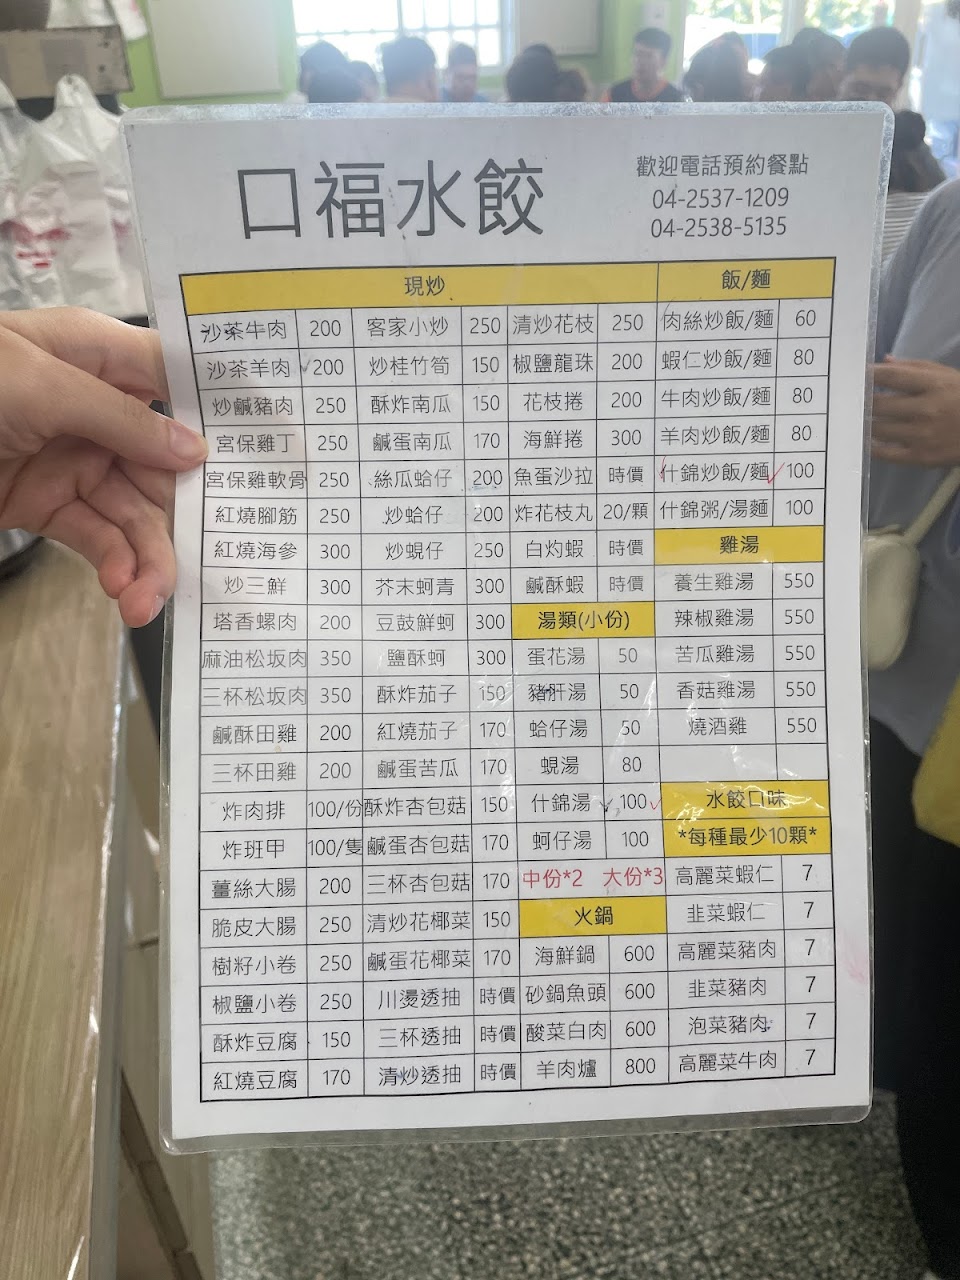 口福水餃
歡迎電話預約餐點
04-2537-1209
04-2538-5135
現炒 飯/麵
沙茶牛肉 200 客家小炒 250 清炒花枝 250 肉絲炒飯/麵 60
沙茶羊肉 200 炒桂竹筍 150 椒鹽龍珠 200 蝦仁炒飯/麵 80
炒鹹豬肉 250 酥炸南瓜 150 花枝捲 200 牛肉炒飯/麵 80
宮保雞丁 250 鹹蛋南瓜 170 海鮮捲 300 羊肉炒飯/麵 80
宮保雞軟骨 250 絲瓜蛤仔 200 魚蛋沙拉 時價 什錦炒飯/麵 100
紅燒腳筋 250 炒蛤仔 200 炸花枝丸 20/顆 什錦粥/湯麵 100
紅燒海參 300 炒蜆仔 250 白灼蝦 時價 雞湯
炒三鮮 300 芥末蚵青 300 鹹酥蝦 時價 養生雞湯 550
塔香螺肉 200 豆鼓鮮蚵 300 湯類(小份) 辣椒雞湯 550
麻油松坂肉 350 鹽酥蚵 300 蛋花湯 50 苦瓜雞湯 550
三杯松坂肉 350 酥炸茄子 150 豬肝湯 50 香菇雞湯 550
鹹酥田雞 200 紅燒茄子 170 蛤仔湯 50 燒酒雞 550
三杯田雞 200 鹹蛋苦瓜 170 蜆湯 80
炸肉排 100/份 酥炸杏包菇 150 什錦湯 100 水餃口味
炸班甲 100/隻 鹹蛋杏包菇 170 蚵仔湯 100 *每種最少10顆*
薑絲大腸 200 三杯杏包菇 170 中份*2 大份*3 高麗菜蝦仁 7
脆皮大腸 250 清炒花椰菜 150 火鍋 韭菜蝦仁 7
樹籽小卷 250 鹹蛋花椰菜 170 海鮮鍋 600 高麗菜豬肉 7
椒鹽小卷 250 川燙透抽 時價 砂鍋魚頭 600 韭菜豬肉 7
酥炸豆腐 150 三杯透抽 時價 酸菜白肉 600 泡菜豬肉 7
紅燒豆腐 170 清炒透抽 時價 羊肉爐 800 高麗菜牛肉 7